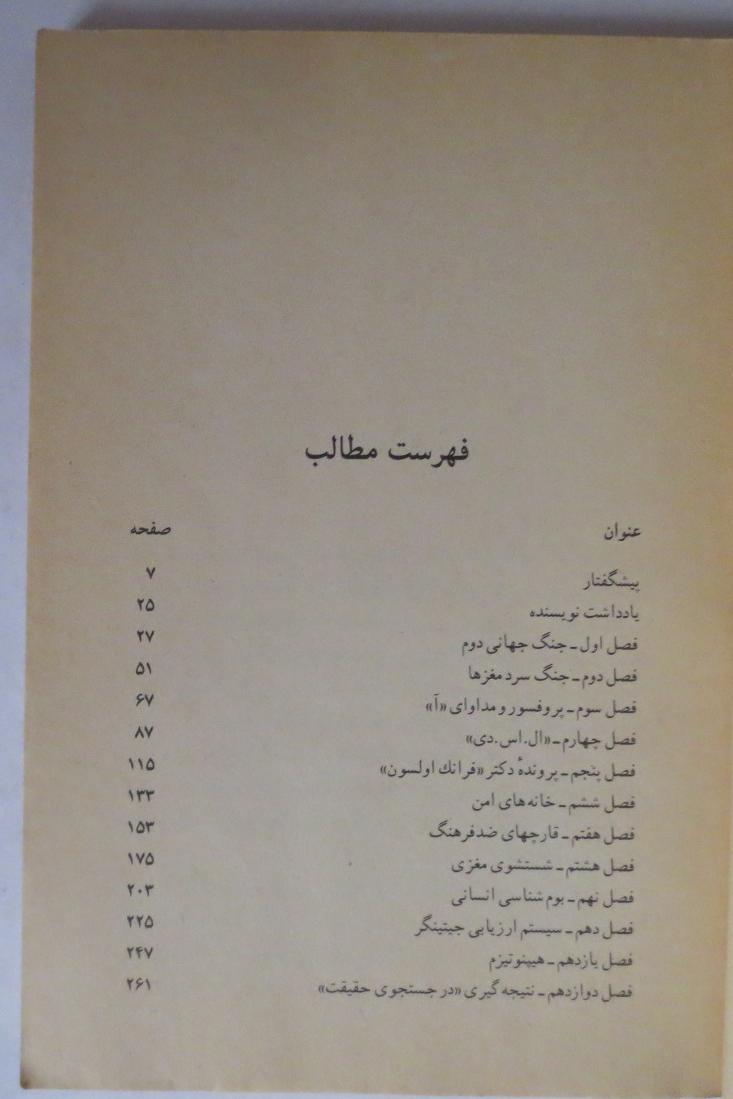 فهرست مطالب
عنوان صفحه
پیشگفتار ۷
یادداشت نویسنده ۲۵
فصل اول ـ جنگ جهانی دوم ۲۷
فصل دوم ـ جنگ سرد مغزها ۵۱
فصل سوم ـ پروفسور و مداوای «آ» ۶۷
فصل چهارم ـ «ال.اس.دی» ۸۷
فصل پنجم ـ پروندهٔ دکتر «فرانک اولسون» ۱۱۵
فصل ششم ـ خانه‌های امن ۱۳۳
فصل هفتم ـ قارچهای ضدفرهنگ ۱۵۳
فصل هشتم ـ شستشوی مغزی ۱۷۵
فصل نهم ـ بوم شناسی انسانی ۲۰۳
فصل دهم ـ سیستم ارزیابی جیتینگر ۲۲۵
فصل یازدهم ـ هیپنوتیزم ۲۴۷
فصل دوازدهم ـ نتیجه گیری «در جستجوی حقیقت» ۲۶۱